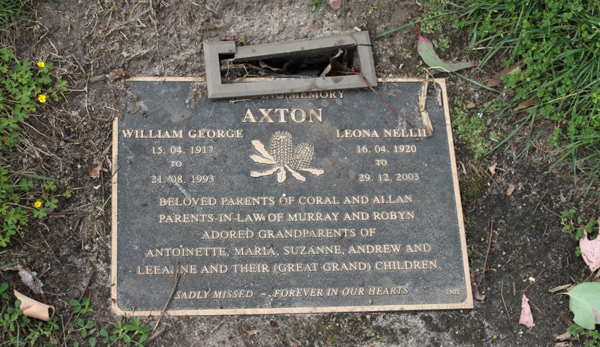 MEMORY
AXTON
WILLIAM GEORGE LEONA NELLIE
15. 04. 1917 16. 04. 1920
TO TO
24. 08. 1993 29. 12. 2003
BELOVED PARENTS OF CORAL AND ALLAN
PARENTS-IN-LAW OF MURRAY AND ROBYN
ADORED GRANDPARENTS OF
ANTOINETTE, MARIA, SUZANNE, ANDREW AND
LEEANNE AND THEIR (GREAT GRAND) CHILDREN
SADLY MISSED - FOREVER IN OUR HEARTS